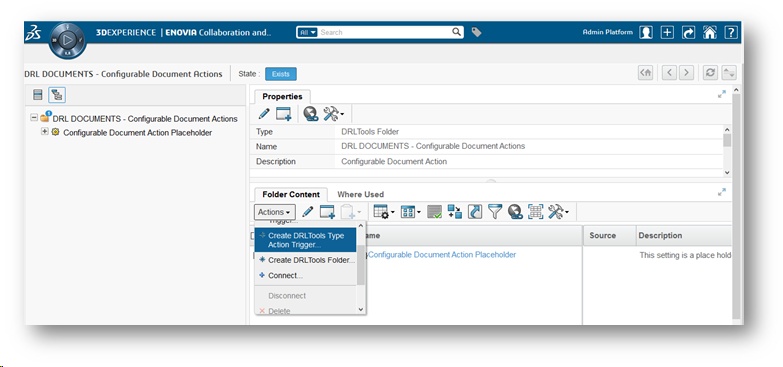 3DEXPERIENCE | ENOVIA Collaboration and..
All
Search
Admin Platform
DRL DOCUMENTS - Configurable Document Actions
State :
Exists
DRL DOCUMENTS - Configurable Document Actions
Configurable Document Action Placeholder
Properties
Type
DRLTools Folder
Name
DRL DOCUMENTS - Configurable Document Actions
Description
Configurable Document Action
Folder Content
Where Used
Actions
Trigger...
Create DRLTools Type
Action Trigger...
Create DRLTools Folder...
Connect...
Disconnect
Delete
Source
Description
Configurable Document Action Placeholder
This setting is a place hold